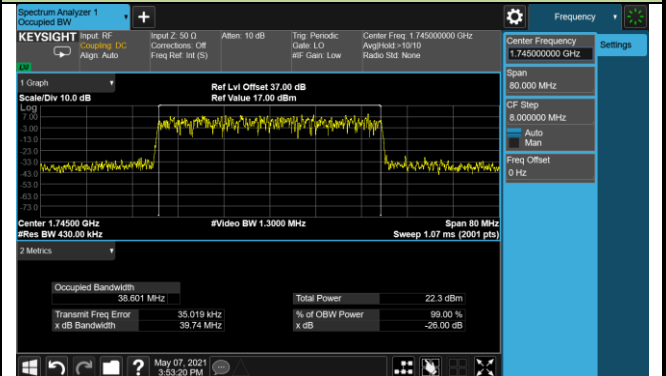 Spectrum Analyzer 1
Occupied BW
Frequency
KEYSIGHT
Input: RF
Coupling: DC
Align: Auto
Input Z: 50 Ω
Corrections: Off
Freq Ref: Int (S)
Atten: 10 dB
Trig: Periodic
Gate: LO
#IF Gain: Low
Center Freq: 1.745000000 GHz
Avg|Hold:>10/10
Radio Std: None
Center Frequency
1.745000000 GHz
Settings
Span
80.000 MHz
CF Step
8.000000 MHz
Auto
Man
Freq Offset
0 Hz
1 Graph
Scale/Div 10.0 dB
Ref Lvl Offset 37.00 dB
Ref Value 17.00 dBm
Log
7.00
-3.00
-13.0
-23.0
-33.0
-43.0
-53.0
-63.0
-73.0
Center 1.74500 GHz
#Res BW 430.00 kHz
#Video BW 1.3000 MHz
Span 80 MHz
Sweep 1.07 ms (2001 pts)
2 Metrics
Occupied Bandwidth
38.601 MHz
Total Power 22.3 dBm
Transmit Freq Error 35.019 kHz
% of OBW Power 99.00 %
x dB Bandwidth 39.74 MHz
x dB -26.00 dB
?
May 07, 2021
3:53:20 PM